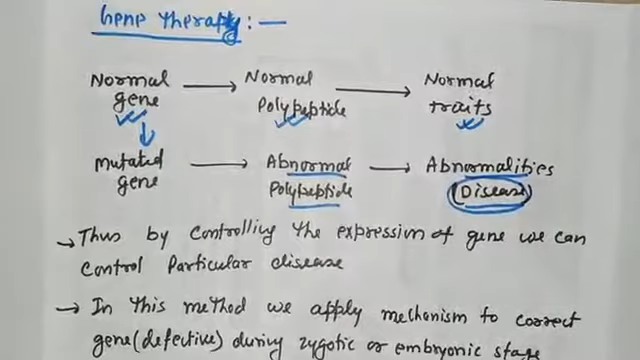 Gene therapy:—
Normal gene → Normal Polypeptide → Normal traits
Mutated gene → Abnormal Polypeptide → Abnormalities (Disease)
→ Thus by controlling the expression of gene we can
control Particular disease
→ In this method we apply mechanism to correct
gene (defective) during zygotic or embryonic stage